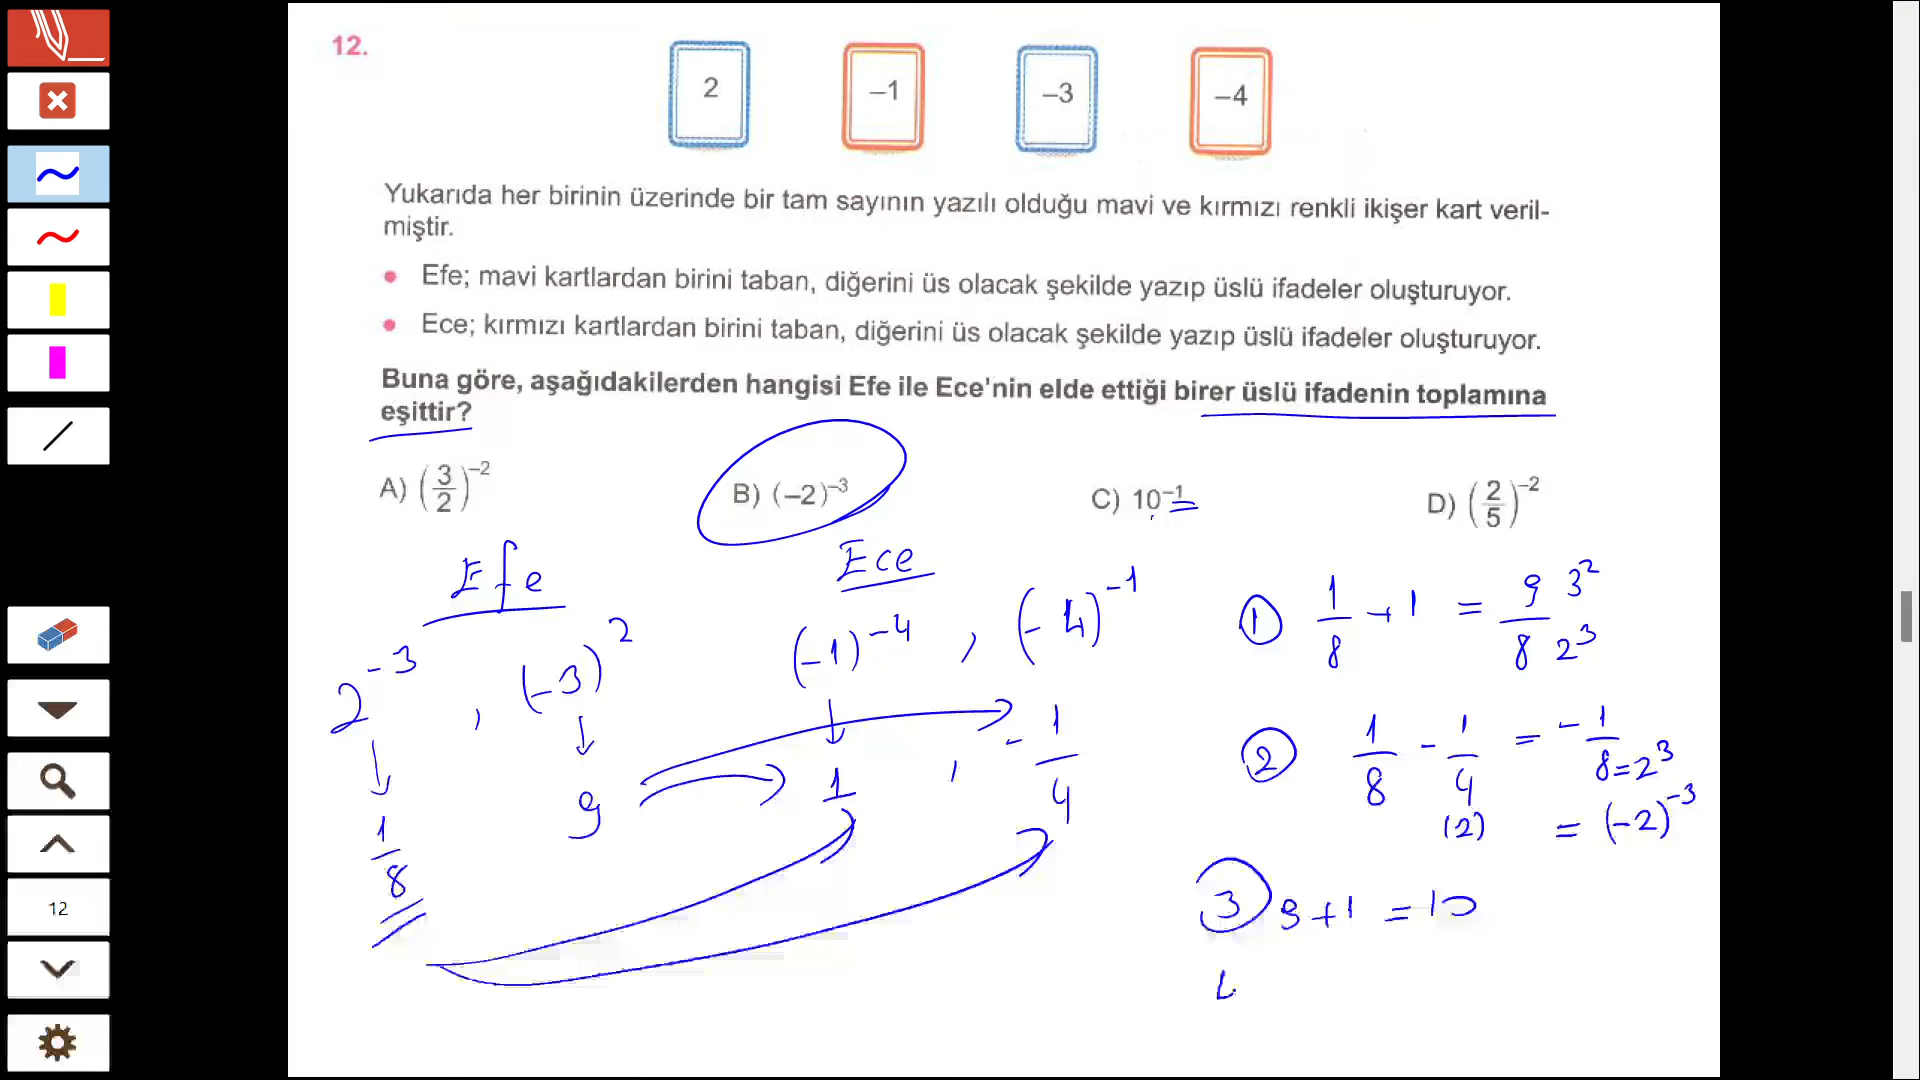 12.
2 –1 –3 –4
Yukarıda her birinin üzerinde bir tam sayının yazılı olduğu mavi ve kırmızı renkli ikişer kart veril-
miştir.
• Efe; mavi kartlardan birini taban, diğerini üs olacak şekilde yazıp üslü ifadeler oluşturuyor.
• Ece; kırmızı kartlardan birini taban, diğerini üs olacak şekilde yazıp üslü ifadeler oluşturuyor.
Buna göre, aşağıdakilerden hangisi Efe ile Ece'nin elde ettiği birer üslü ifadenin toplamına
eşittir?
A) (3/2)^–2 B) (–2)^–3 C) 10^–1 D) (2/5)^–2
Efe
2^-3 , (-3)^2
1/8 9
Ece
(-1)^-4 , (-4)^-1
1 , -1/4
① 1/8 + 1 = 9/8 3^2 2^3
② 1/8 - 1/4 = - 1/8 = 2^3
(2) = (-2)^-3
③ 9+1 = 10
12